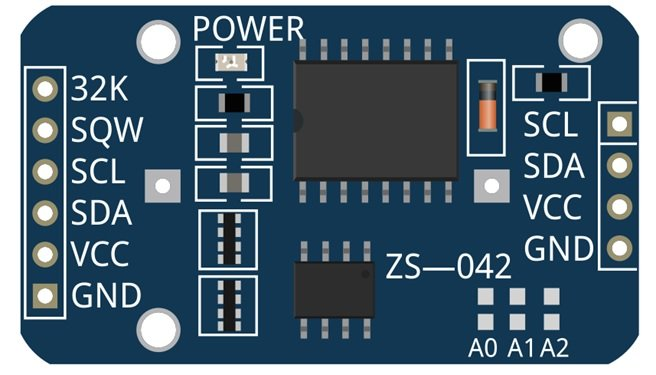 POWER
32K
SQW
SCL
SDA
VCC
GND
SCL
SDA
VCC
GND
ZS—042
A0 A1 A2